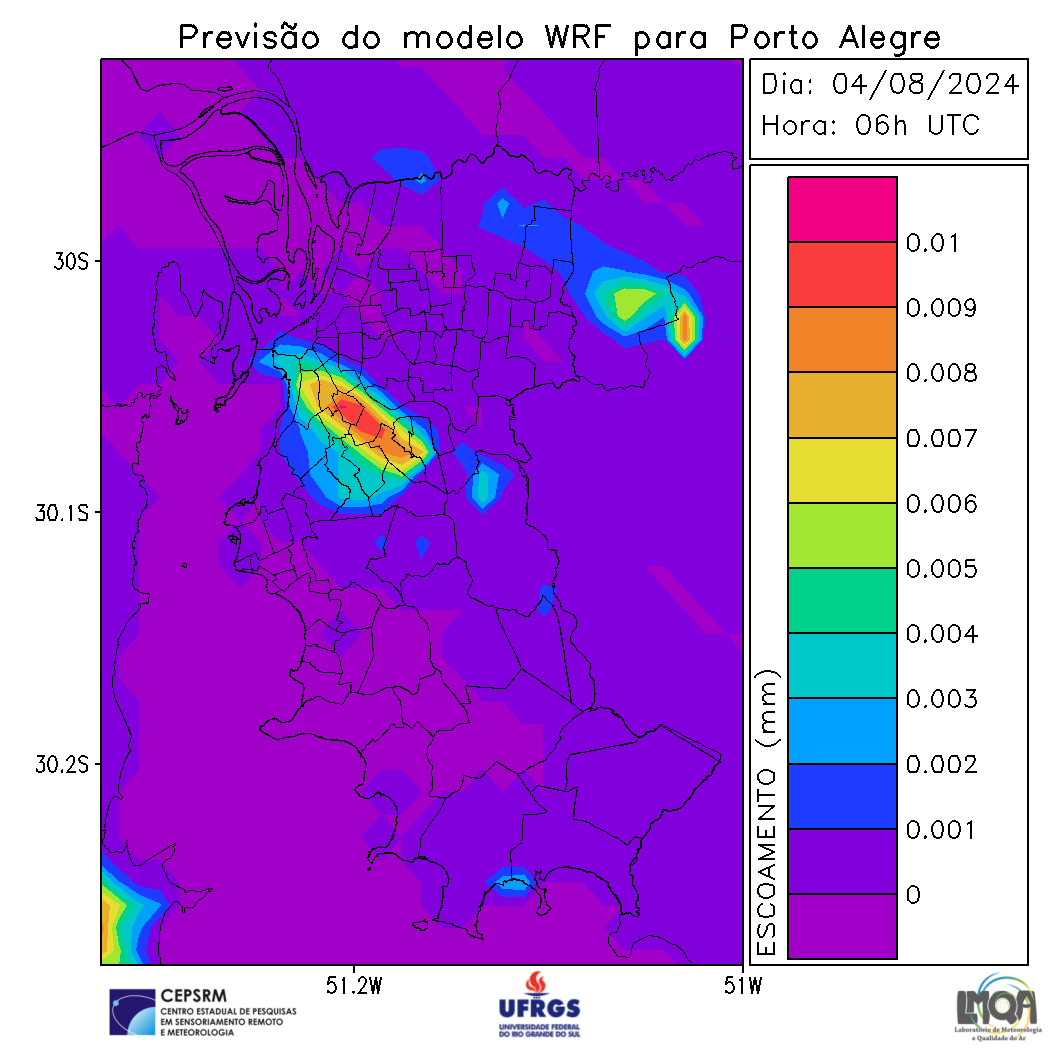 Previsão do modelo WRF para Porto Alegre
Dia: 04/08/2024
Hora: 06h UTC
30S
30.1S
30.2S
51.2W
51W
ESCOAMENTO (mm)
0.01
0.009
0.008
0.007
0.006
0.005
0.004
0.003
0.002
0.001
0
CEPSRM
CENTRO ESTADUAL DE PESQUISAS
EM SENSORIAMENTO REMOTO
E METEOROLOGIA
UFRGS
UNIVERSIDADE FEDERAL
DO RIO GRANDE DO SUL
LMQA
Laboratório de Meteorologia
e Qualidade do Ar